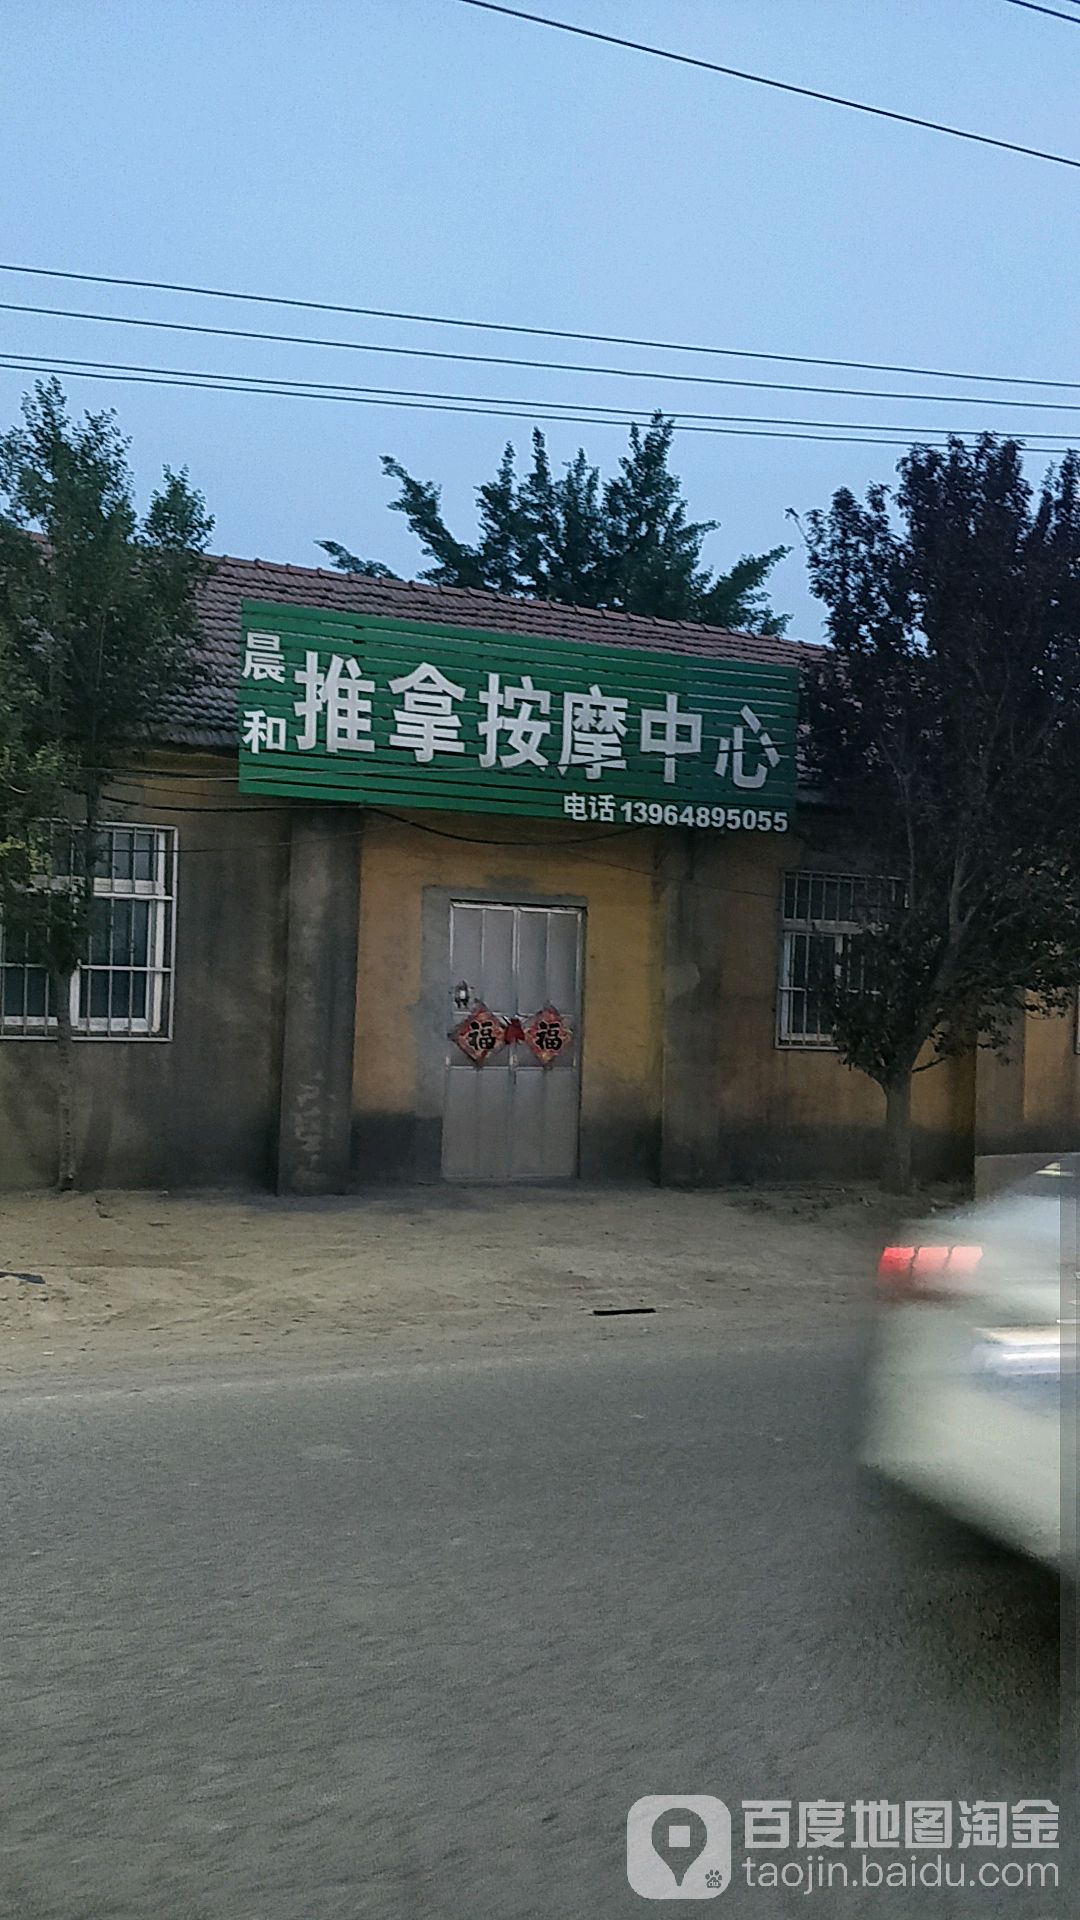 晨和
推拿按摩中心
电话13964895055
福 福
百度地图淘金
taojin.baidu.com